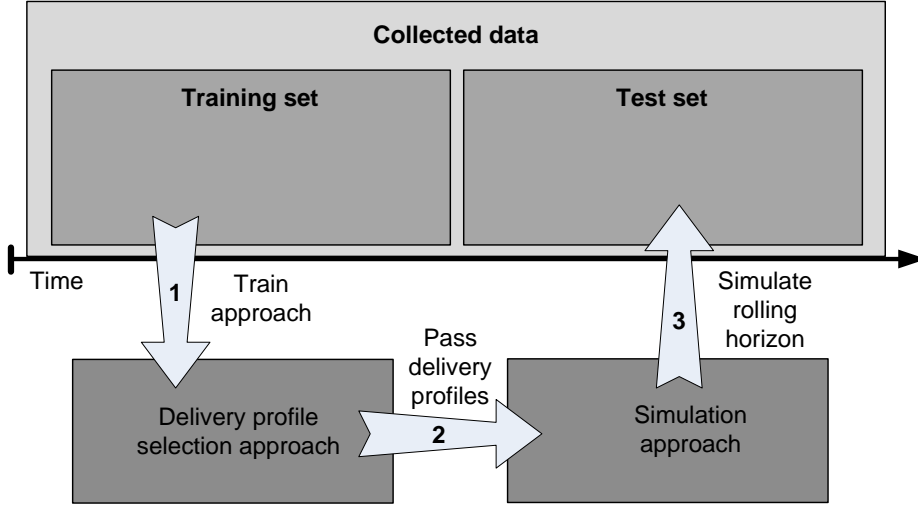 Collected data
Training set
Test set
Time
1
Train
approach
Simulate
rolling
horizon
3
Pass
delivery
profiles
Delivery profile
selection approach
2
Simulation
approach